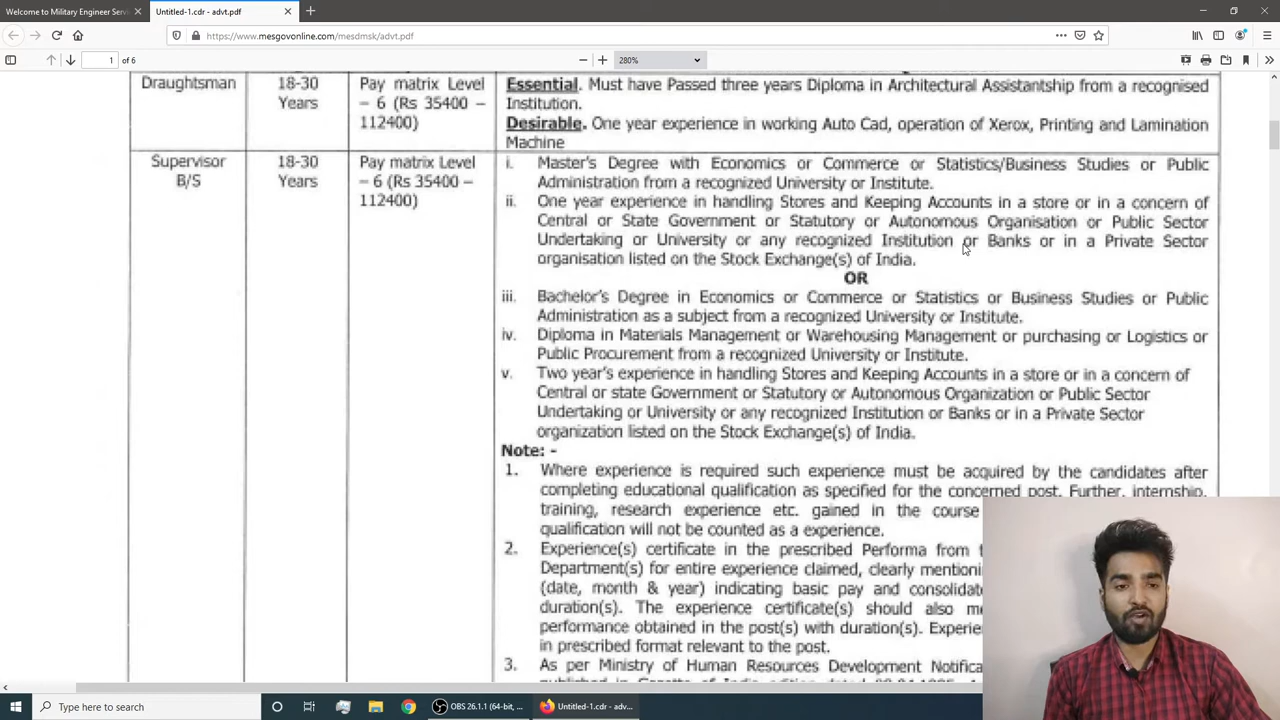 Welcome to Military Engineer Serv
Untitled-1.cdr - advt.pdf
https://www.mesgovonline.com/mesdmsk/advt.pdf
1 of 6
280%
Draughtsman
18-30
Years
Pay matrix Level
– 6 (Rs 35400 –
112400)
Essential. Must have Passed three years Diploma in Architectural Assistantship from a recognised
Institution.
Desirable. One year experience in working Auto Cad, operation of Xerox, Printing and Lamination
Machine
Supervisor
B/S
18-30
Years
Pay matrix Level
– 6 (Rs 35400 –
112400)
i. Master's Degree with Economics or Commerce or Statistics/Business Studies or Public
Administration from a recognized University or Institute.
ii. One year experience in handling Stores and Keeping Accounts in a store or in a concern of
Central or State Government or Statutory or Autonomous Organisation or Public Sector
Undertaking or University or any recognized Institution or Banks or in a Private Sector
organisation listed on the Stock Exchange(s) of India.
OR
iii. Bachelor's Degree in Economics or Commerce or Statistics or Business Studies or Public
Administration as a subject from a recognized University or Institute.
iv. Diploma in Materials Management or Warehousing Management or purchasing or Logistics or
Public Procurement from a recognized University or Institute.
v. Two year's experience in handling Stores and Keeping Accounts in a store or in a concern of
Central or state Government or Statutory or Autonomous Organization or Public Sector
Undertaking or University or any recognized Institution or Banks or in a Private Sector
organization listed on the Stock Exchange(s) of India.
Note: -
1. Where experience is required such experience must be acquired by the candidates after
completing educational qualification as specified for the concerned post. Further, internship,
training, research experience etc. gained in the course
qualification will not be counted as a experience.
2. Experience(s) certificate in the prescribed Performa from
Department(s) for entire experience claimed, clearly
(date, month & year) indicating basic pay and
duration(s). The experience certificate(s) should also
performance obtained in the post(s) with duration(s).
in prescribed format relevant to the post.
3. As per Ministry of Human Resources Development
Type here to search
OBS 26.1.1 (64-bit, ...
Untitled-1.cdr - adv...